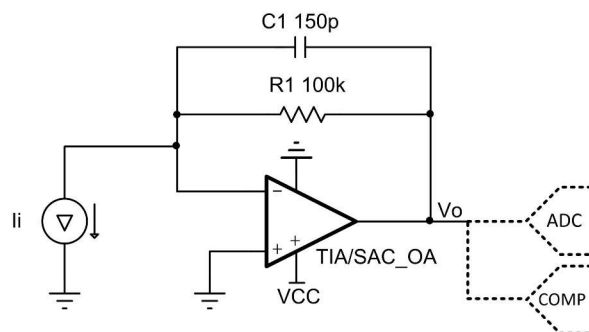 C1 150p
R1 100k
Ii
Vo
TIA/SAC_OA
VCC
ADC
COMP